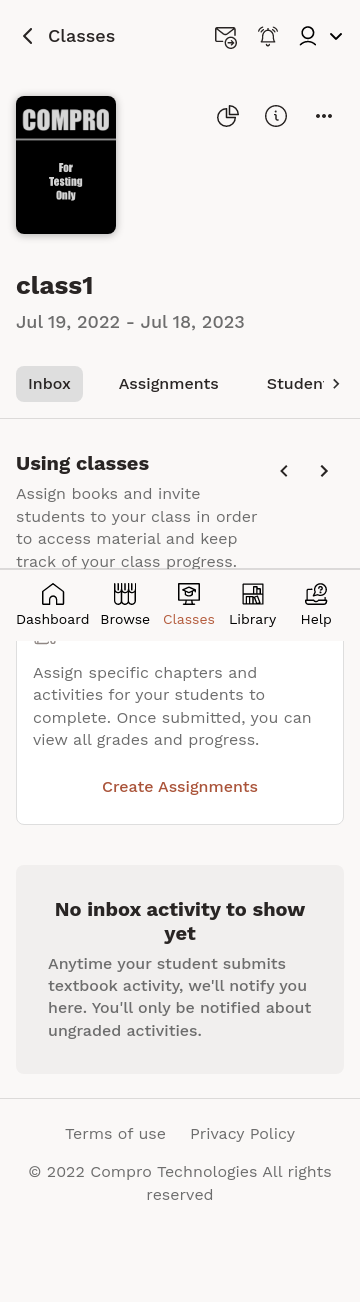 Classes
COMPRO
For
Testing
Only
class1
Jul 19, 2022 - Jul 18, 2023
Inbox
Assignments
Using classes
Assign books and invite
students to your class in order
to access material and keep
track of your class progress.
Dashboard
Browse
Classes
Library
Help
Assign specific chapters and
activities for your students to
complete. Once submitted, you can
view all grades and progress.
Create Assignments
No inbox activity to show
yet
Anytime your student submits
textbook activity, we'll notify you
here. You'll only be notified about
ungraded activities.
Terms of use
Privacy Policy
© 2022 Compro Technologies All rights
reserved